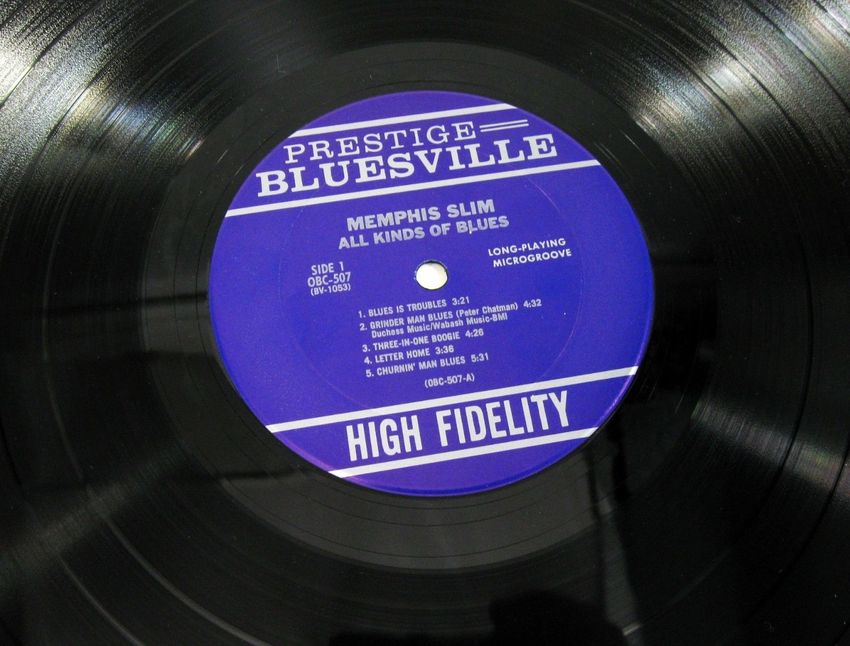 PRESTIGE
BLUESVILLE
MEMPHIS SLIM
ALL KINDS OF BLUES
LONG-PLAYING
MICROGROOVE
SIDE 1
OBC-507
(BV-1053)
1. BLUES IS TROUBLES 3:21
2. GRINDER MAN BLUES (Peter Chatman) 4:32
Duchess Music/Wabash Music-BMI
3. THREE-IN-ONE BOOGIE 4:26
4. LETTER HOME 3:36
5. CHURNIN' MAN BLUES 5:31
(OBC-507-A)
HIGH FIDELITY